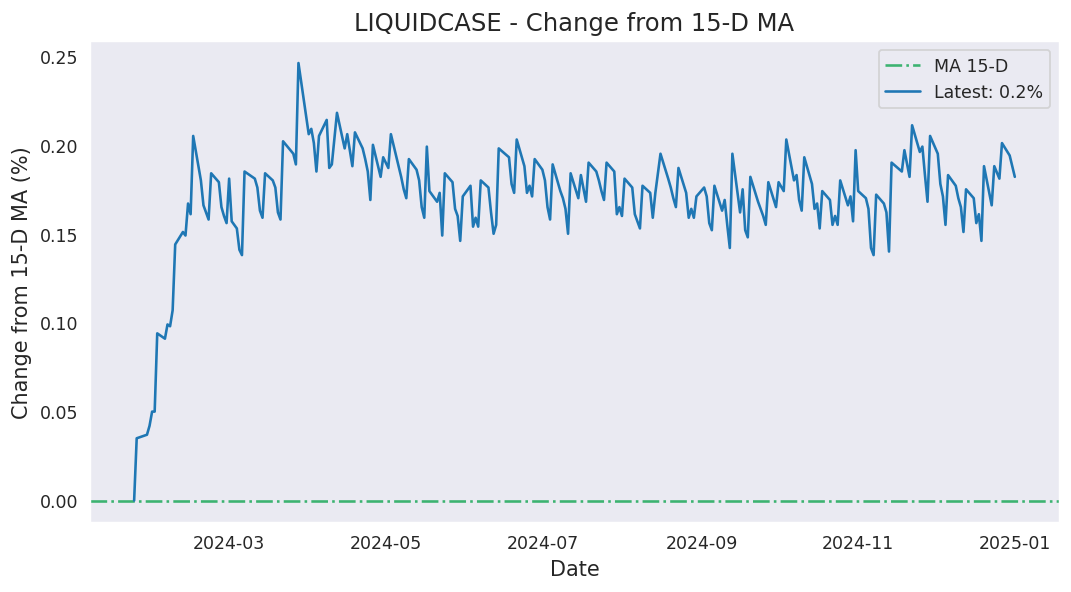 LIQUIDCASE - Change from 15-D MA
MA 15-D
Latest: 0.2%
Change from 15-D MA (%)
0.25
0.20
0.15
0.10
0.05
0.00
2024-03
2024-05
2024-07
2024-09
2024-11
2025-01
Date